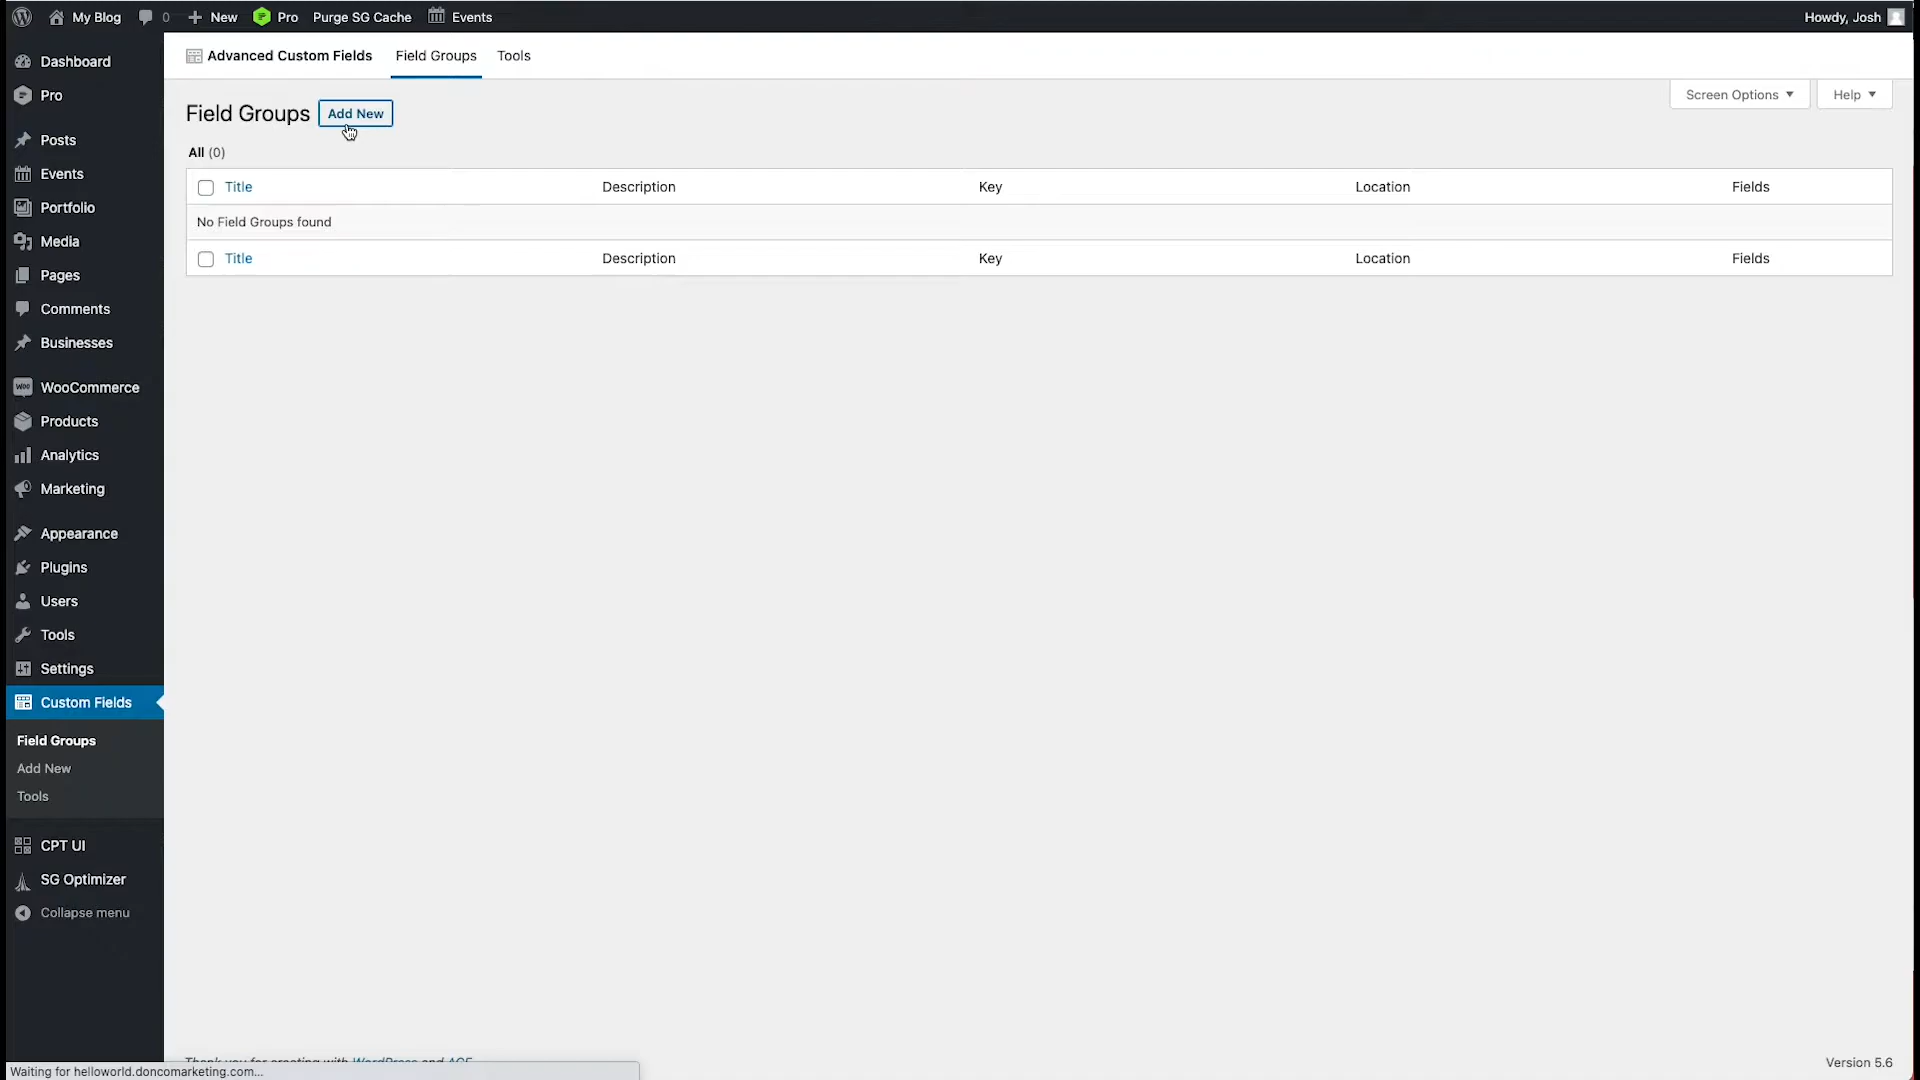 My Blog 0 New Pro Purge SG Cache Events Howdy, Josh
Advanced Custom Fields Field Groups Tools
Screen Options Help
Field Groups Add New
All (0)
Title Description Key Location Fields
No Field Groups found
Title Description Key Location Fields
Dashboard
Pro
Posts
Events
Portfolio
Media
Pages
Comments
Businesses
woo WooCommerce
Products
Analytics
Marketing
Appearance
Plugins
Users
Tools
Settings
Custom Fields
Field Groups
Add New
Tools
CPT UI
SG Optimizer
Collapse menu
Thank you for creating with WordPress and ACF
Version 5.6
Waiting for helloworld.doncomarketing.com...